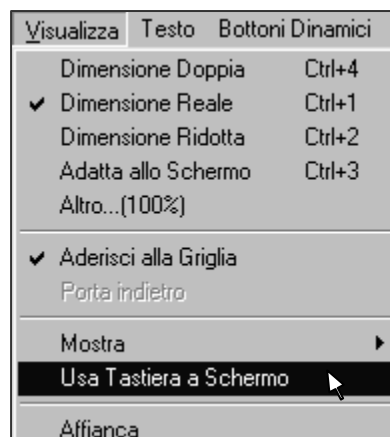 Visualizza Testo Bottoni Dinamici
Dimensione Doppia Ctrl+4
Dimensione Reale Ctrl+1
Dimensione Ridotta Ctrl+2
Adatta allo Schermo Ctrl+3
Altro...(100%)
Aderisci alla Griglia
Porta indietro
Mostra
Usa Tastiera a Schermo
Affianca